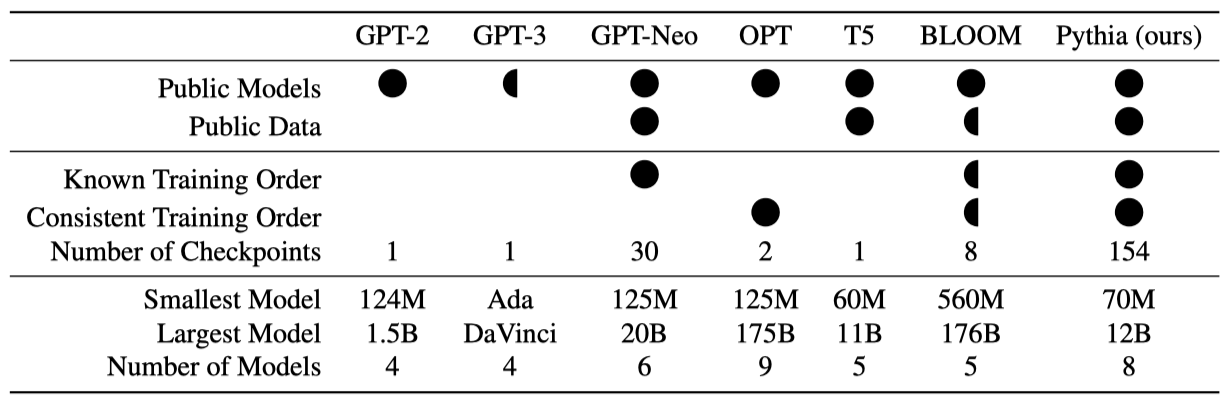 GPT-2 GPT-3 GPT-Neo OPT T5 BLOOM Pythia (ours)
Public Models
Public Data
Known Training Order
Consistent Training Order
Number of Checkpoints 1 1 30 2 1 8 154
Smallest Model 124M Ada 125M 125M 60M 560M 70M
Largest Model 1.5B DaVinci 20B 175B 11B 176B 12B
Number of Models 4 4 6 9 5 5 8